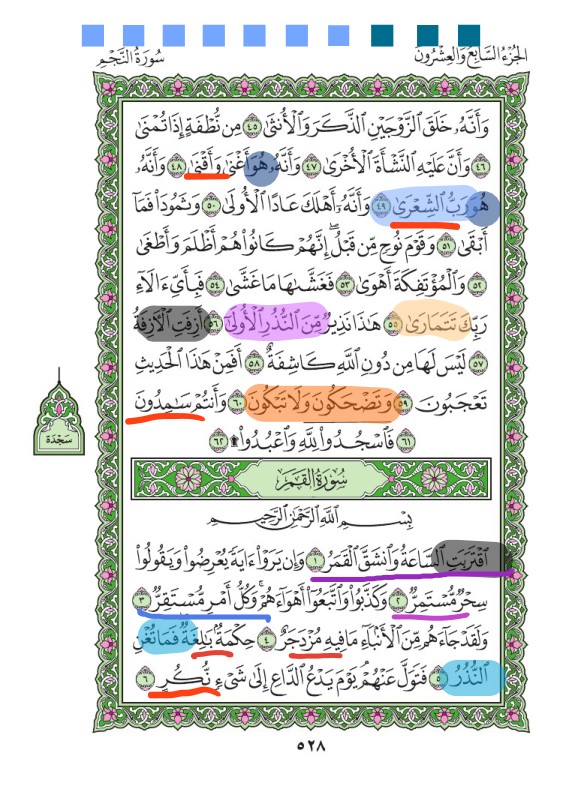 الجُزْءُ السَّابِعُ وَالعِشْرُونَ سُورَةُ النَّجْمِ
وَأَنَّهُۥ خَلَقَ ٱلزَّوْجَيْنِ ٱلذَّكَرَ وَٱلْأُنثَىٰ ٤٥ مِن نُّطْفَةٍ إِذَا تُمْنَىٰ
٤٦ وَأَنَّ عَلَيْهِ ٱلنَّشْأَةَ ٱلْأُخْرَىٰ ٤٧ وَأَنَّهُۥ هُوَ أَغْنَىٰ وَأَقْنَىٰ ٤٨ وَأَنَّهُۥ
هُوَ رَبُّ ٱلشِّعْرَىٰ ٤٩ وَأَنَّهُۥٓ أَهْلَكَ عَادًا ٱلْأُولَىٰ ٥٠ وَثَمُودَا۟ فَمَآ
أَبْقَىٰ ٥١ وَقَوْمَ نُوحٍ مِّن قَبْلُ ۖ إِنَّهُمْ كَانُوا۟ هُمْ أَظْلَمَ وَأَطْغَىٰ
٥٢ وَٱلْمُؤْتَفِكَةَ أَهْوَىٰ ٥٣ فَغَشَّىٰهَا مَا غَشَّىٰ ٥٤ فَبِأَىِّ ءَالَآءِ
رَبِّكَ تَتَمَارَىٰ ٥٥ هَٰذَا نَذِيرٌ مِّنَ ٱلنُّذُرِ ٱلْأُولَىٰٓ ٥٦ أَزِفَتِ ٱلْـَٔازِفَةُ
٥٧ لَيْسَ لَهَا مِن دُونِ ٱللَّهِ كَاشِفَةٌ ٥٨ أَفَمِنْ هَٰذَا ٱلْحَدِيثِ
تَعْجَبُونَ ٥٩ وَتَضْحَكُونَ وَلَا تَبْكُونَ ٦٠ وَأَنتُمْ سَٰمِدُونَ
٦١ فَٱسْجُدُوا۟ لِلَّهِ وَٱعْبُدُوا۟ ۩ ٦٢
سَجْدَة
سُورَةُ القَمَرِ
بِسْمِ ٱللَّهِ ٱلرَّحْمَٰنِ ٱلرَّحِيمِ
ٱقْتَرَبَتِ ٱلسَّاعَةُ وَٱنشَقَّ ٱلْقَمَرُ ١ وَإِن يَرَوْا۟ ءَايَةً يُعْرِضُوا۟ وَيَقُولُوا۟
سِحْرٌ مُّسْتَمِرٌّ ٢ وَكَذَّبُوا۟ وَٱتَّبَعُوٓا۟ أَهْوَآءَهُمْ ۚ وَكُلُّ أَمْرٍ مُّسْتَقِرٌّ ٣
وَلَقَدْ جَآءَهُم مِّنَ ٱلْأَنۢبَآءِ مَا فِيهِ مُزْدَجَرٌ ٤ حِكْمَةٌۢ بَٰلِغَةٌ ۖ فَمَا تُغْنِ
ٱلنُّذُرُ ٥ فَتَوَلَّ عَنْهُمْ ۘ يَوْمَ يَدْعُ ٱلدَّاعِ إِلَىٰ شَىْءٍ نُّكُرٍ ٦
٥٢٨